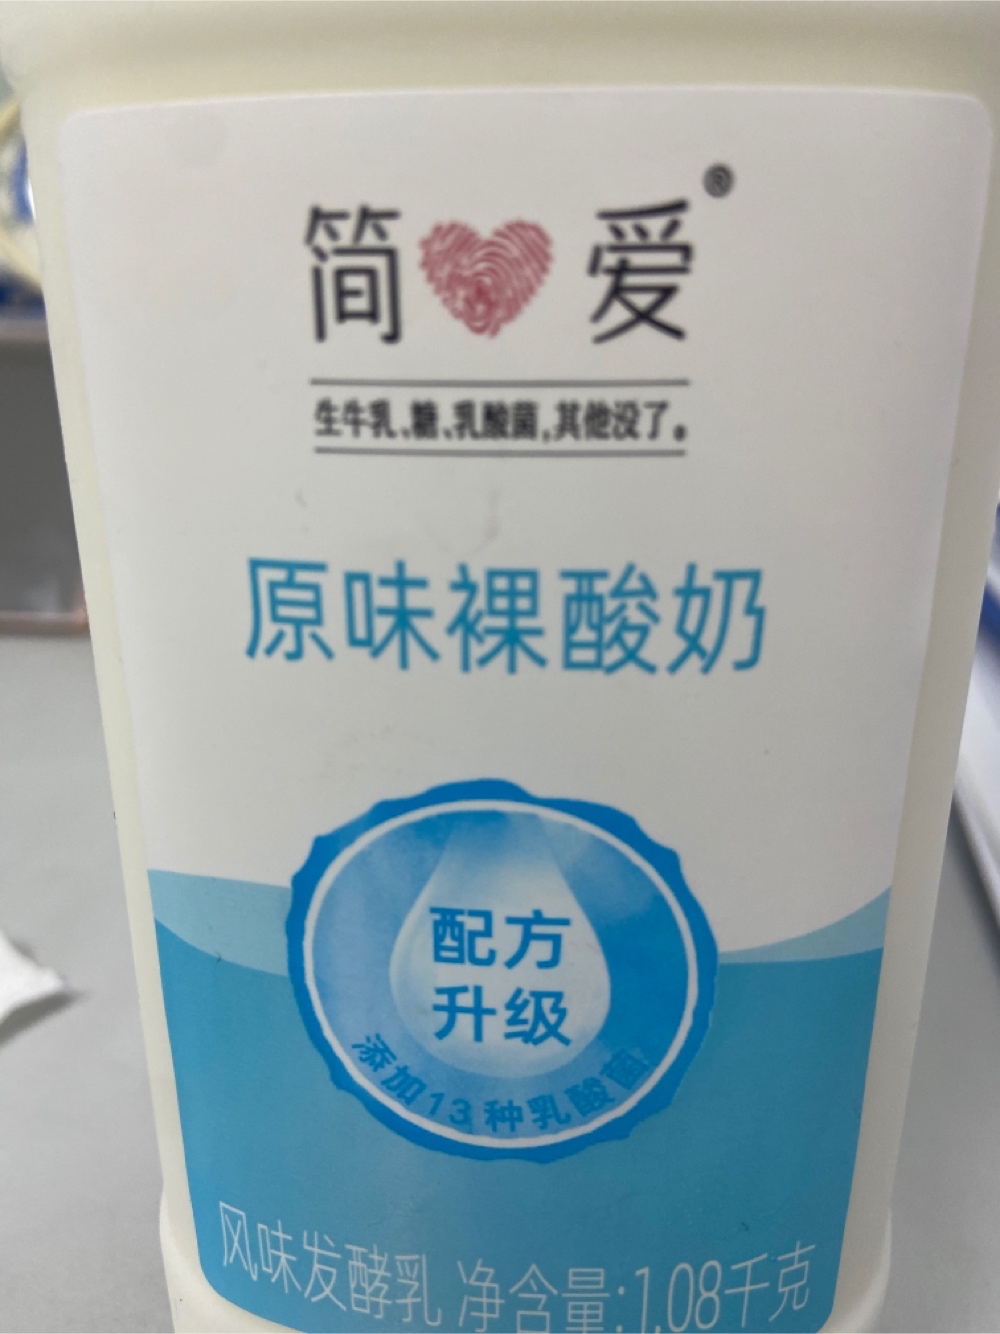 简爱®
生牛乳、糖、乳酸菌,其他没了。
原味裸酸奶
配方
升级
添加13种乳酸菌
风味发酵乳 净含量:1.08千克